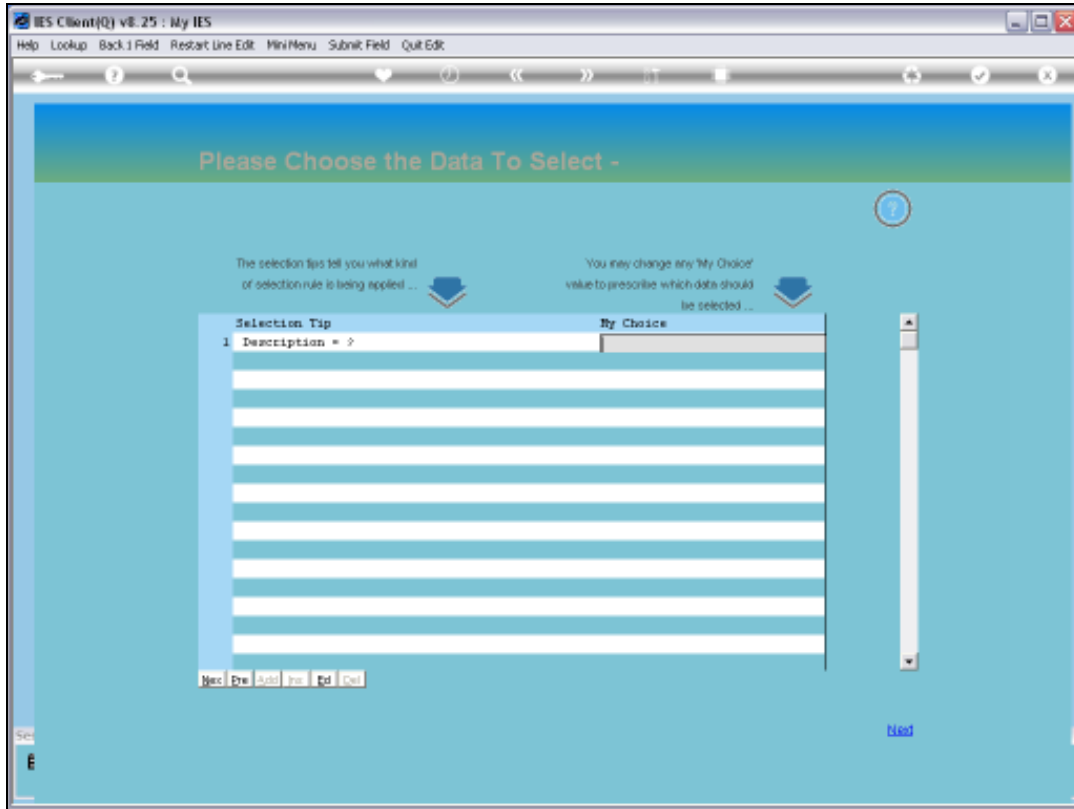 IES Client(Q) v8.25 : My IES
Help Lookup Back 1 Field Restart Line Edit MiniMenu Submit Field Quit Edit
Please Choose the Data To Select -
The selection tips tell you what kind
of selection rule is being applied ...
You may change any 'My Choice'
value to prescribe which data should
be selected ...
Selection Tip My Choice
1 Description = ?
Nex Pre Add Ins Ed Del
Next
Ses